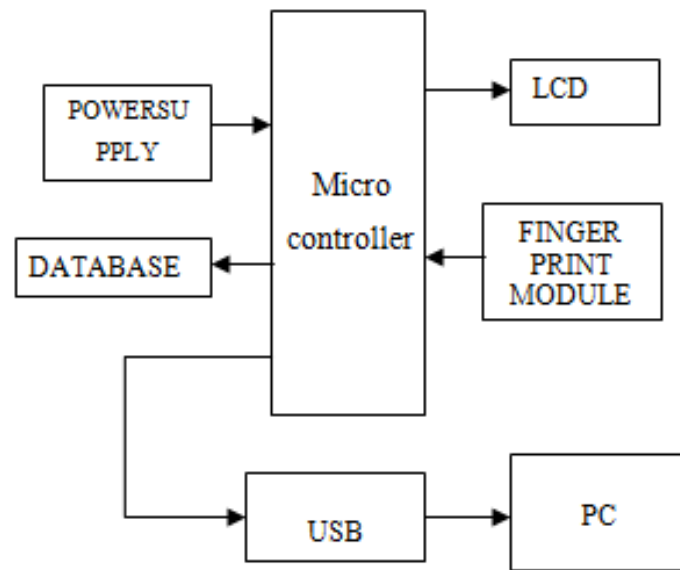 POWERSU
PPLY
LCD
Micro
controller
FINGER
PRINT
MODULE
DATABASE
USB
PC